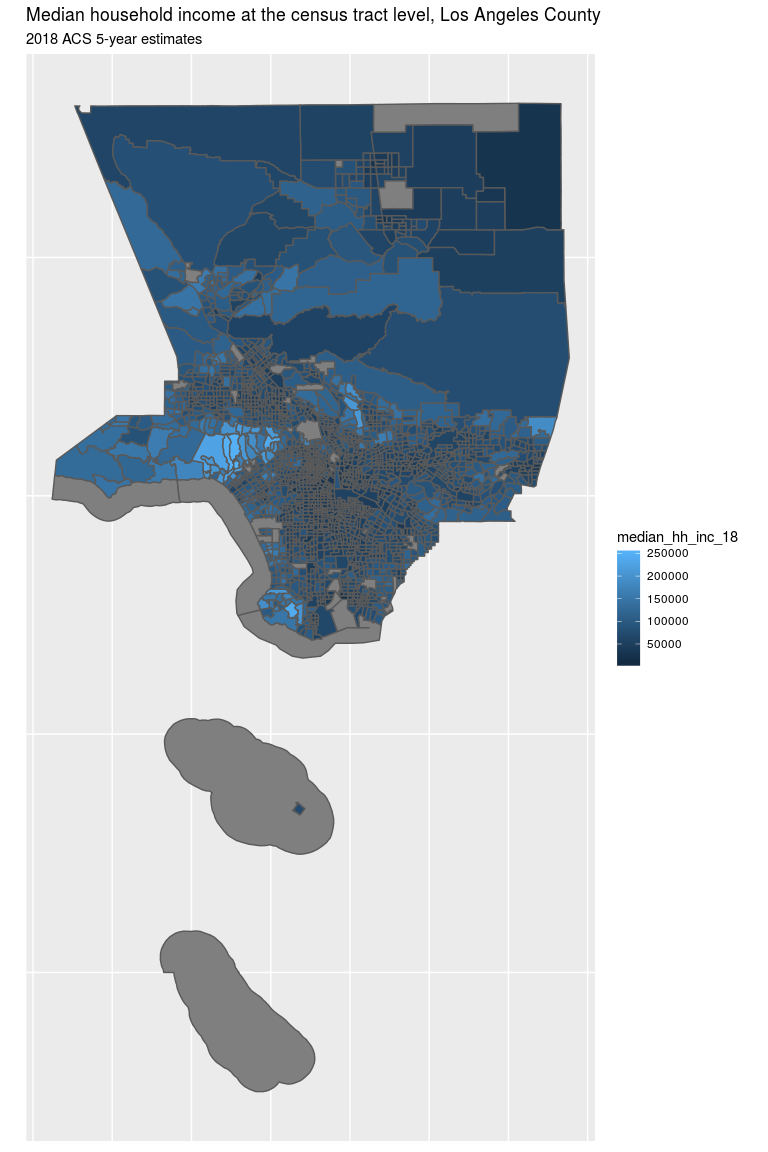 Median household income at the census tract level, Los Angeles County
2018 ACS 5-year estimates
median_hh_inc_18
250000
200000
150000
100000
50000